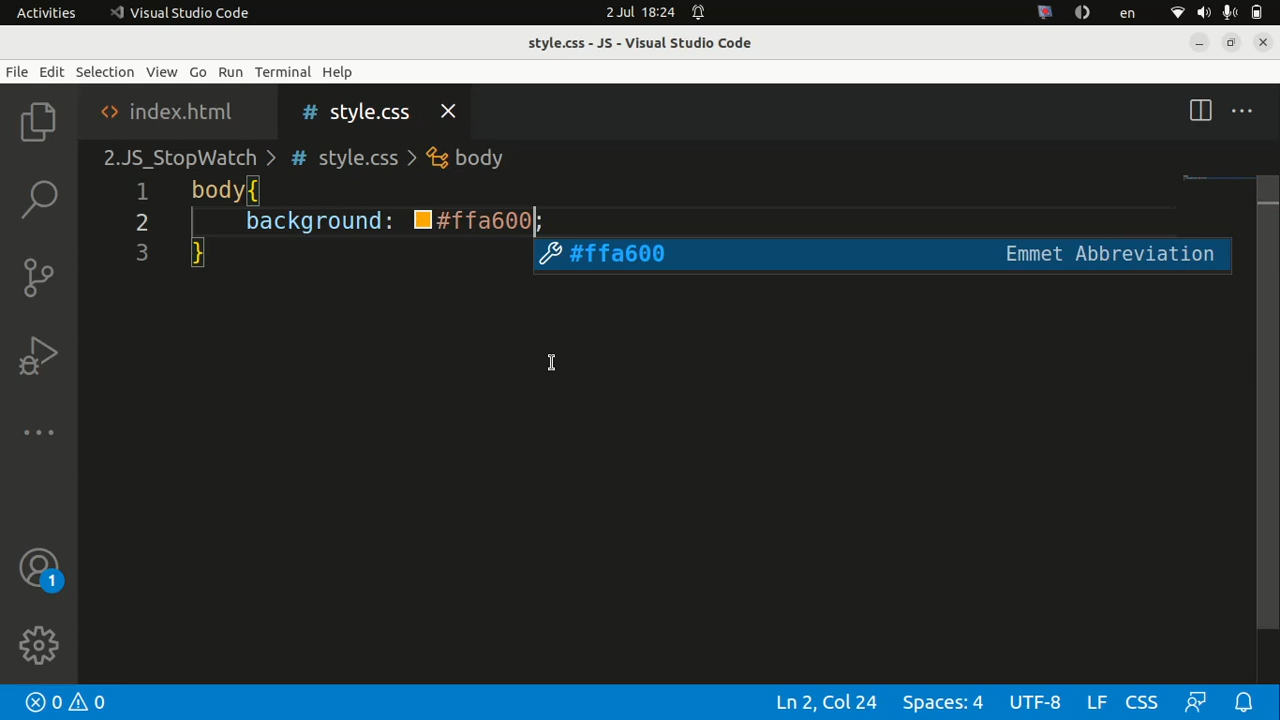 Activities Visual Studio Code 2 Jul 18:24 en
style.css - JS - Visual Studio Code
File Edit Selection View Go Run Terminal Help
<> index.html # style.css
2.JS_StopWatch > # style.css > body
1 body{
2 background: #ffa600;
#ffa600 Emmet Abbreviation
3 }
1
0 0 Ln 2, Col 24 Spaces: 4 UTF-8 LF CSS